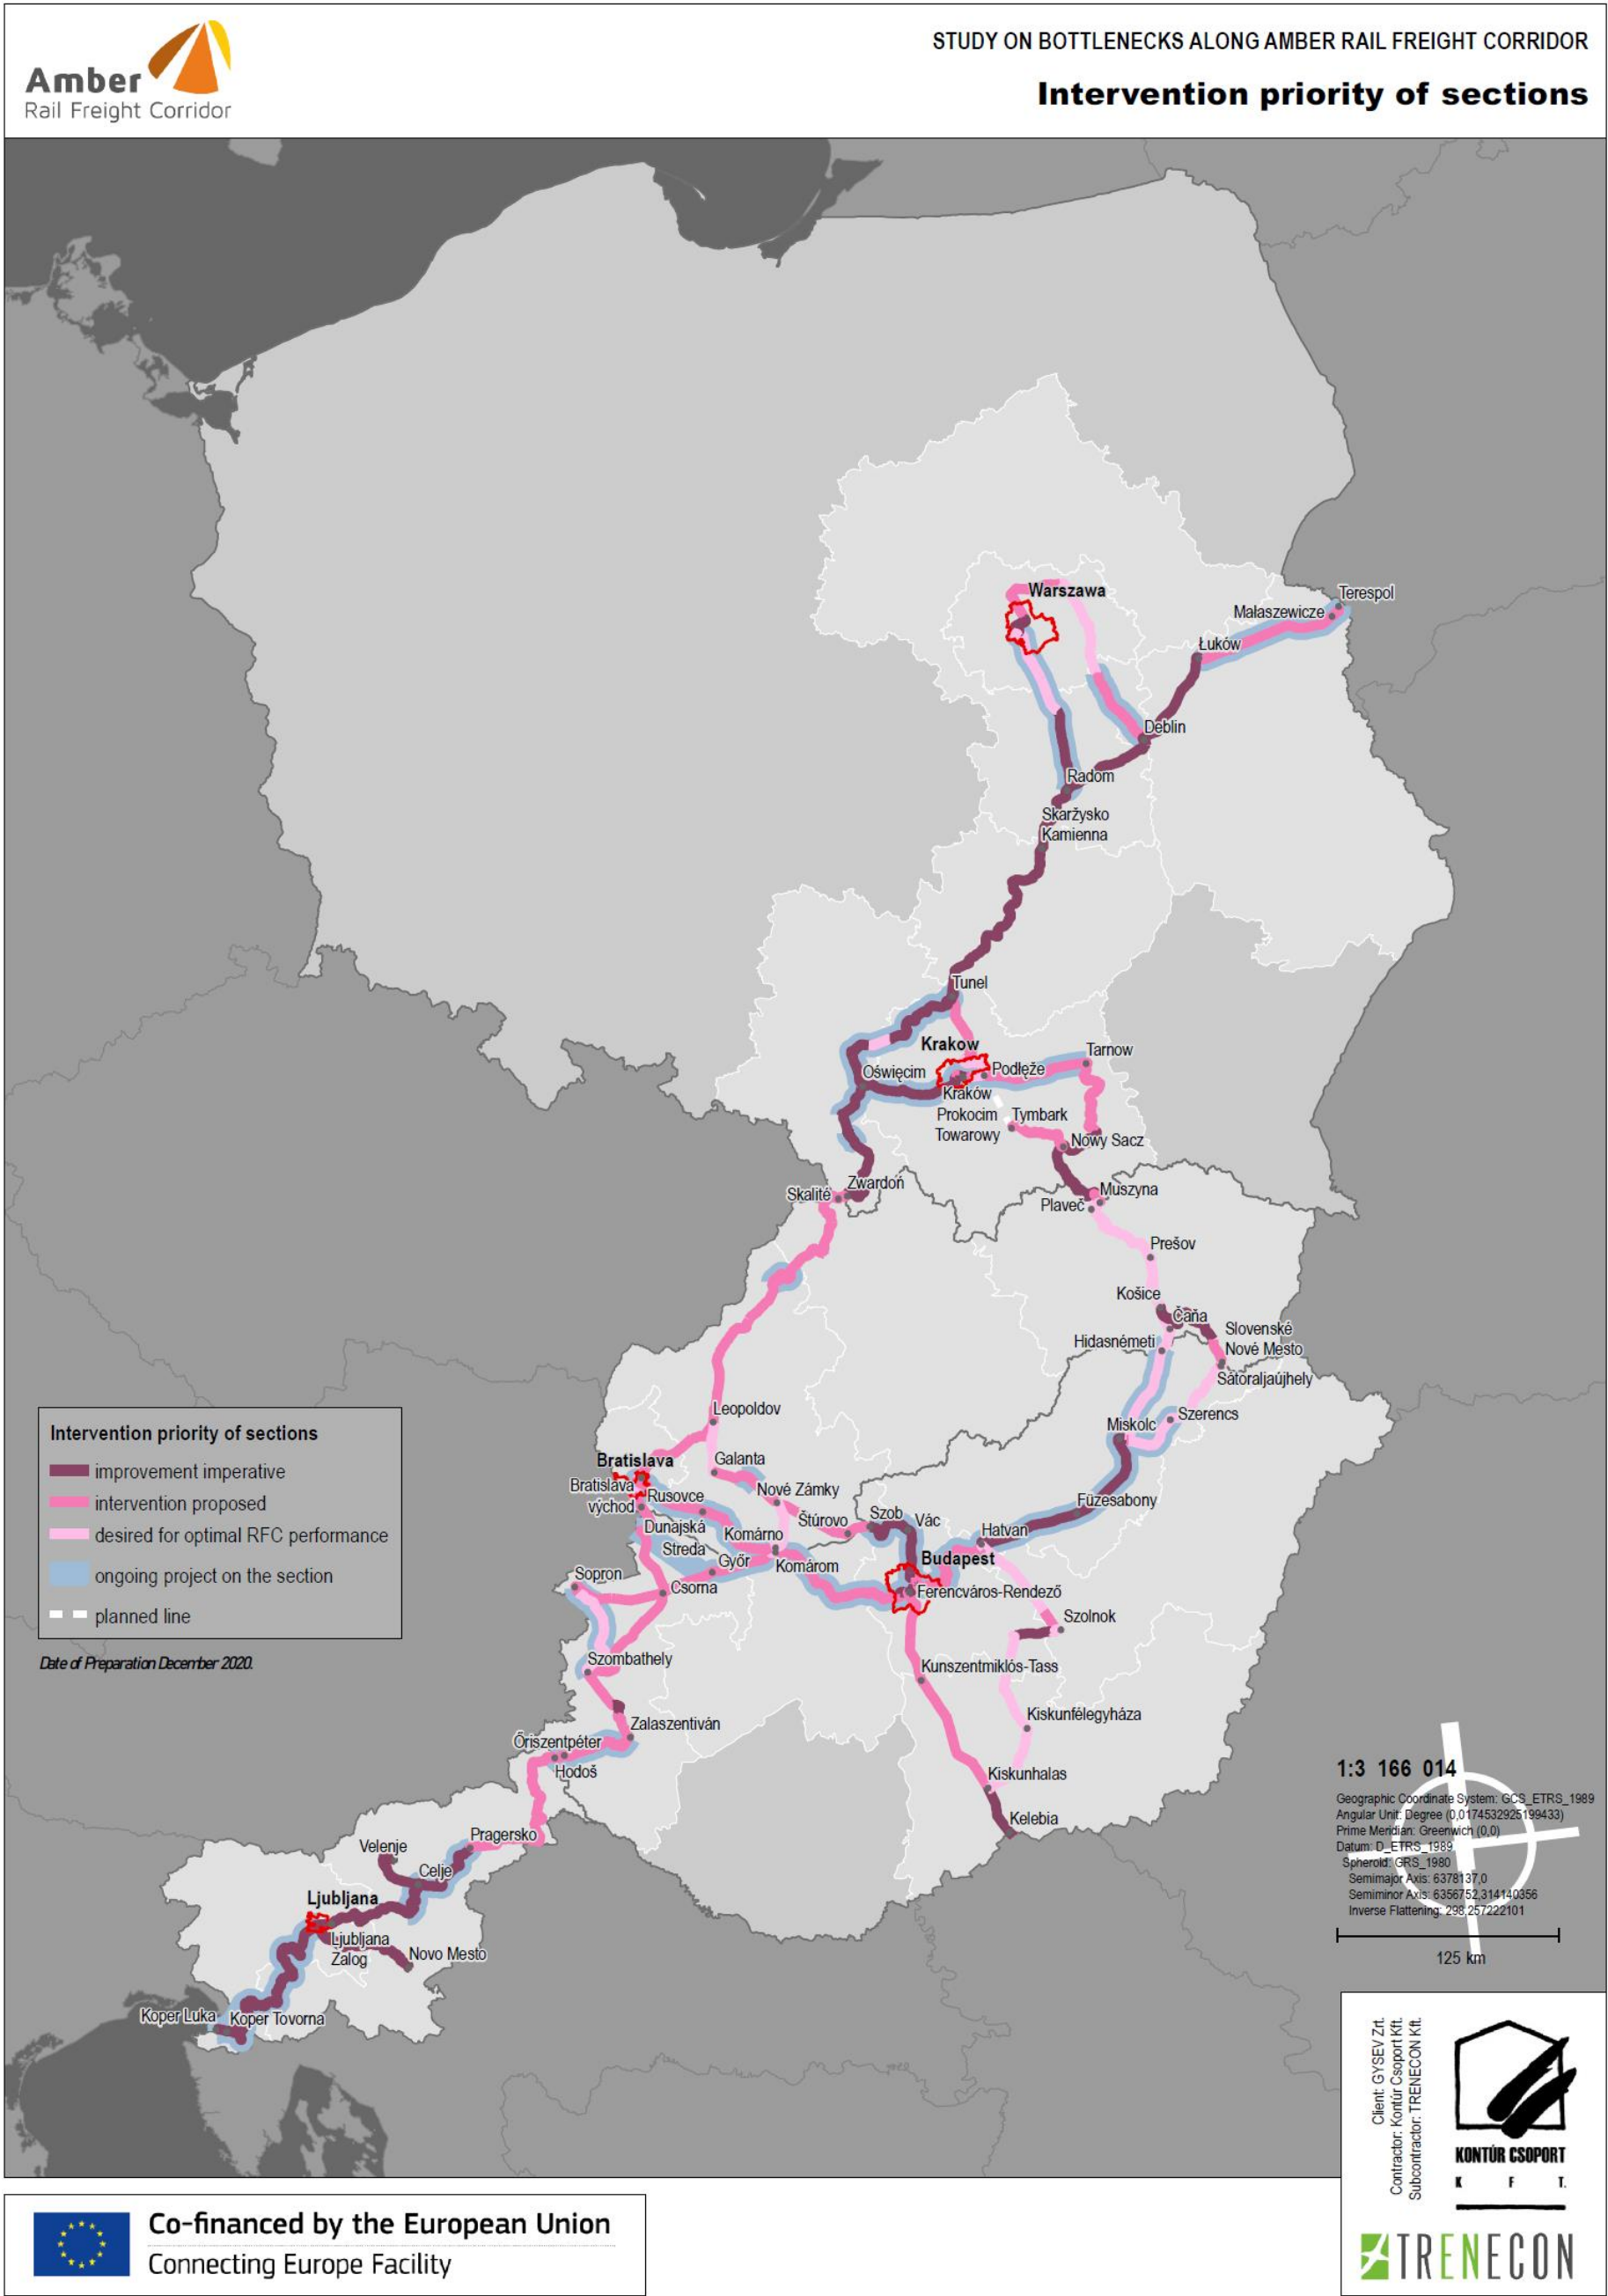 Amber
Rail Freight Corridor
STUDY ON BOTTLENECKS ALONG AMBER RAIL FREIGHT CORRIDOR
Intervention priority of sections
Warszawa
Terespol
Małaszewicze
Łuków
Deblin
Radom
Skaržysko
Kamienna
Tunel
Krakow
Tarnow
Oświęcim
Podłęże
Kraków
Prokocim
Towarowy
Tymbark
Nowy Sacz
Zwardoń
Skalité
Muszyna
Plaveč
Prešov
Košice
Čaňa
Slovenské
Nové Mesto
Hidasnémeti
Sátoraljaújhely
Leopoldov
Szerencs
Miskolc
Intervention priority of sections
improvement imperative
intervention proposed
desired for optimal RFC performance
ongoing project on the section
planned line
Date of Preparation December 2020.
Bratislava
Galanta
Bratislava
východ
Rusovce
Nové Zámky
Füzesabony
Dunajská
Streda
Komárno
Štúrovo
Szob
Vác
Hatvan
Győr
Komárom
Budapest
Sopron
Csorna
Ferencváros-Rendező
Szolnok
Szombathely
Kunszentmiklós-Tass
Zalaszentiván
Kiskunfélegyháza
Őriszentpéter
Hodoš
Kiskunhalas
Kelebia
Pragersko
Velenje
Celje
Ljubljana
Ljubljana
Zalog
Novo Mesto
Koper Luka
Koper Tovorna
1:3 166 014
Geographic Coordinate System: GCS_ETRS_1989
Angular Unit: Degree (0,0174532925199433)
Prime Meridian: Greenwich (0,0)
Datum: D_ETRS_1989
Spheroid: GRS_1980
Semimajor Axis: 6378137,0
Semiminor Axis: 6356752,314140356
Inverse Flattening: 298,257222101
125 km
Client: GYSEV Zrt.
Contractor: Kontúr Csoport Kft.
Subcontractor: TRENECON Kft.
KONTÚR CSOPORT
K F T.
TRENECON
Co-financed by the European Union
Connecting Europe Facility